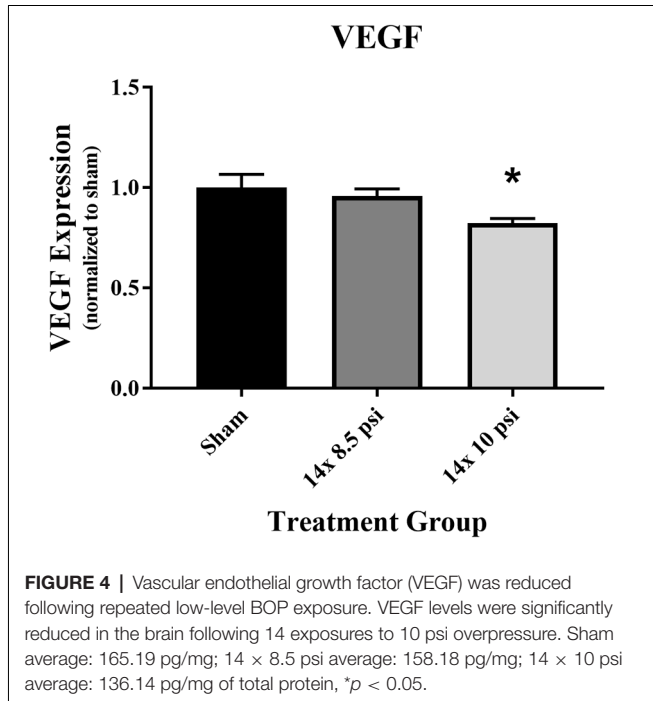 VEGF
1.5
1.0
0.5
0.0
VEGF Expression
(normalized to sham)
*
Sham
14x 8.5 psi
14x 10 psi
Treatment Group
FIGURE 4 | Vascular endothelial growth factor (VEGF) was reduced
following repeated low-level BOP exposure. VEGF levels were significantly
reduced in the brain following 14 exposures to 10 psi overpressure. Sham
average: 165.19 pg/mg; 14 × 8.5 psi average: 158.18 pg/mg; 14 × 10 psi
average: 136.14 pg/mg of total protein, *p < 0.05.